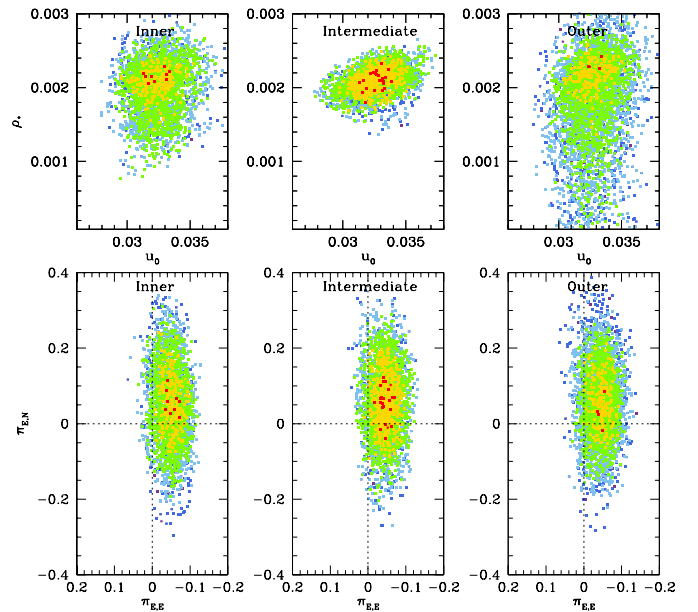 Inner Intermediate Outer
0.003 0.003 0.003
0.002 0.002 0.002
ρ*
0.001 0.001 0.001
0.03 0.035 0.03 0.035 0.03 0.035
u0 u0 u0
0.4 0.4 0.4
Inner Intermediate Outer
0.2 0.2 0.2
πE,N
0 0 0
−0.2 −0.2 −0.2
−0.4 −0.4 −0.4
0.2 0.1 0 −0.1 −0.2 0.2 0.1 0 −0.1 −0.2 0.2 0.1 0 −0.1 −0.2
πE,E πE,E πE,E